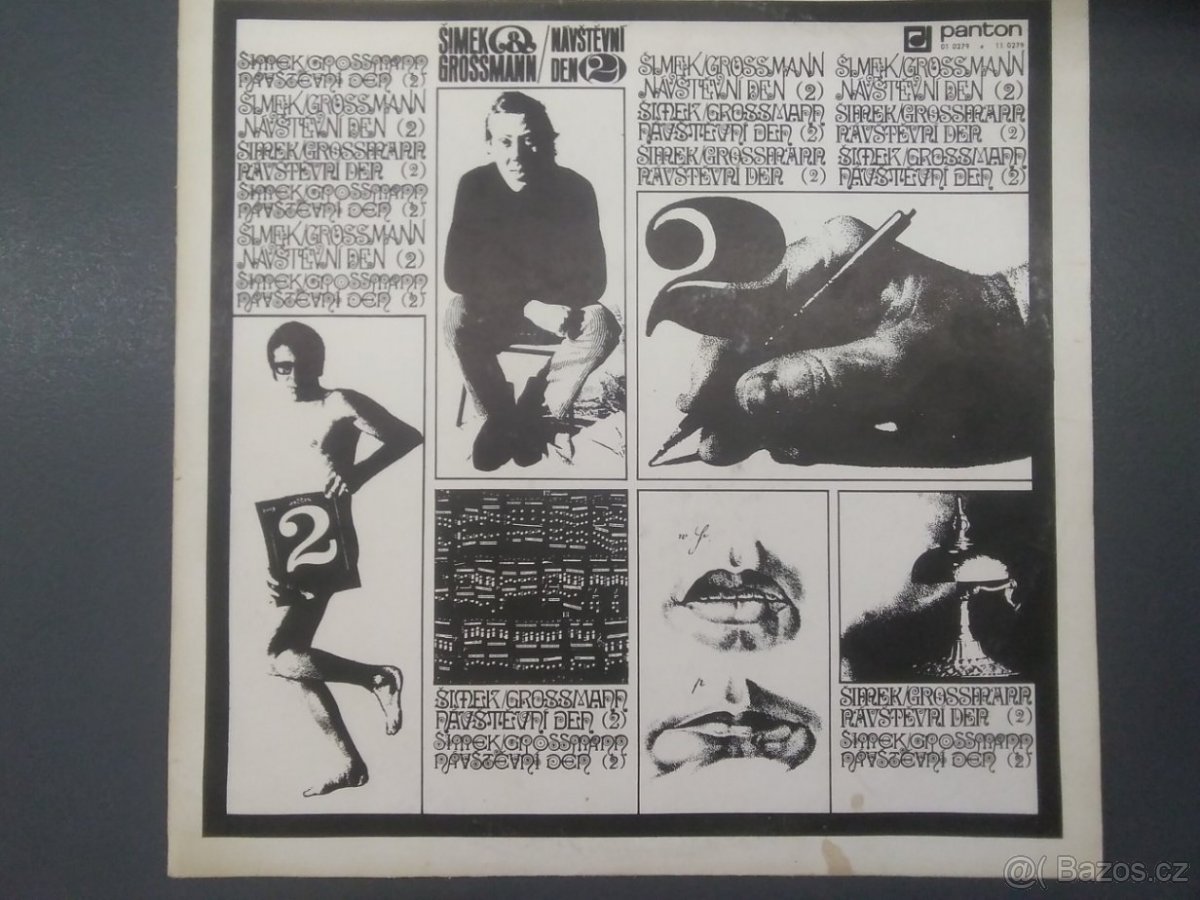 ŠIMEK & GROSSMANN / NÁVŠTĚVNÍ DEN 2
panton
01 0279 • 11 0279
ŠIMEK/GROSSMANN
NÁVŠTĚVNÍ DEN (2)
ŠIMEK/GROSSMANN
NÁVŠTĚVNÍ DEN (2)
ŠIMEK/GROSSMANN
NÁVŠTĚVNÍ DEN (2)
ŠIMEK/GROSSMANN
NÁVŠTĚVNÍ DEN (2)
ŠIMEK/GROSSMANN
NÁVŠTĚVNÍ DEN (2)
ŠIMEK/GROSSMANN
NÁVŠTĚVNÍ DEN (2)
ŠIMEK/GROSSMANN
NÁVŠTĚVNÍ DEN (2)
ŠIMEK/GROSSMANN
NÁVŠTĚVNÍ DEN (2)
ŠIMEK/GROSSMANN
NÁVŠTĚVNÍ DEN (2)
ŠIMEK/GROSSMANN
NÁVŠTĚVNÍ DEN (2)
ŠIMEK/GROSSMANN
NÁVŠTĚVNÍ DEN (2)
ŠIMEK/GROSSMANN
NÁVŠTĚVNÍ DEN (2)
2
2
p
ŠIMEK/GROSSMANN
NÁVŠTĚVNÍ DEN (2)
ŠIMEK/GROSSMANN
NÁVŠTĚVNÍ DEN (2)
ŠIMEK/GROSSMANN
NÁVŠTĚVNÍ DEN (2)
ŠIMEK/GROSSMANN
NÁVŠTĚVNÍ DEN (2)
@( Bazos.cz